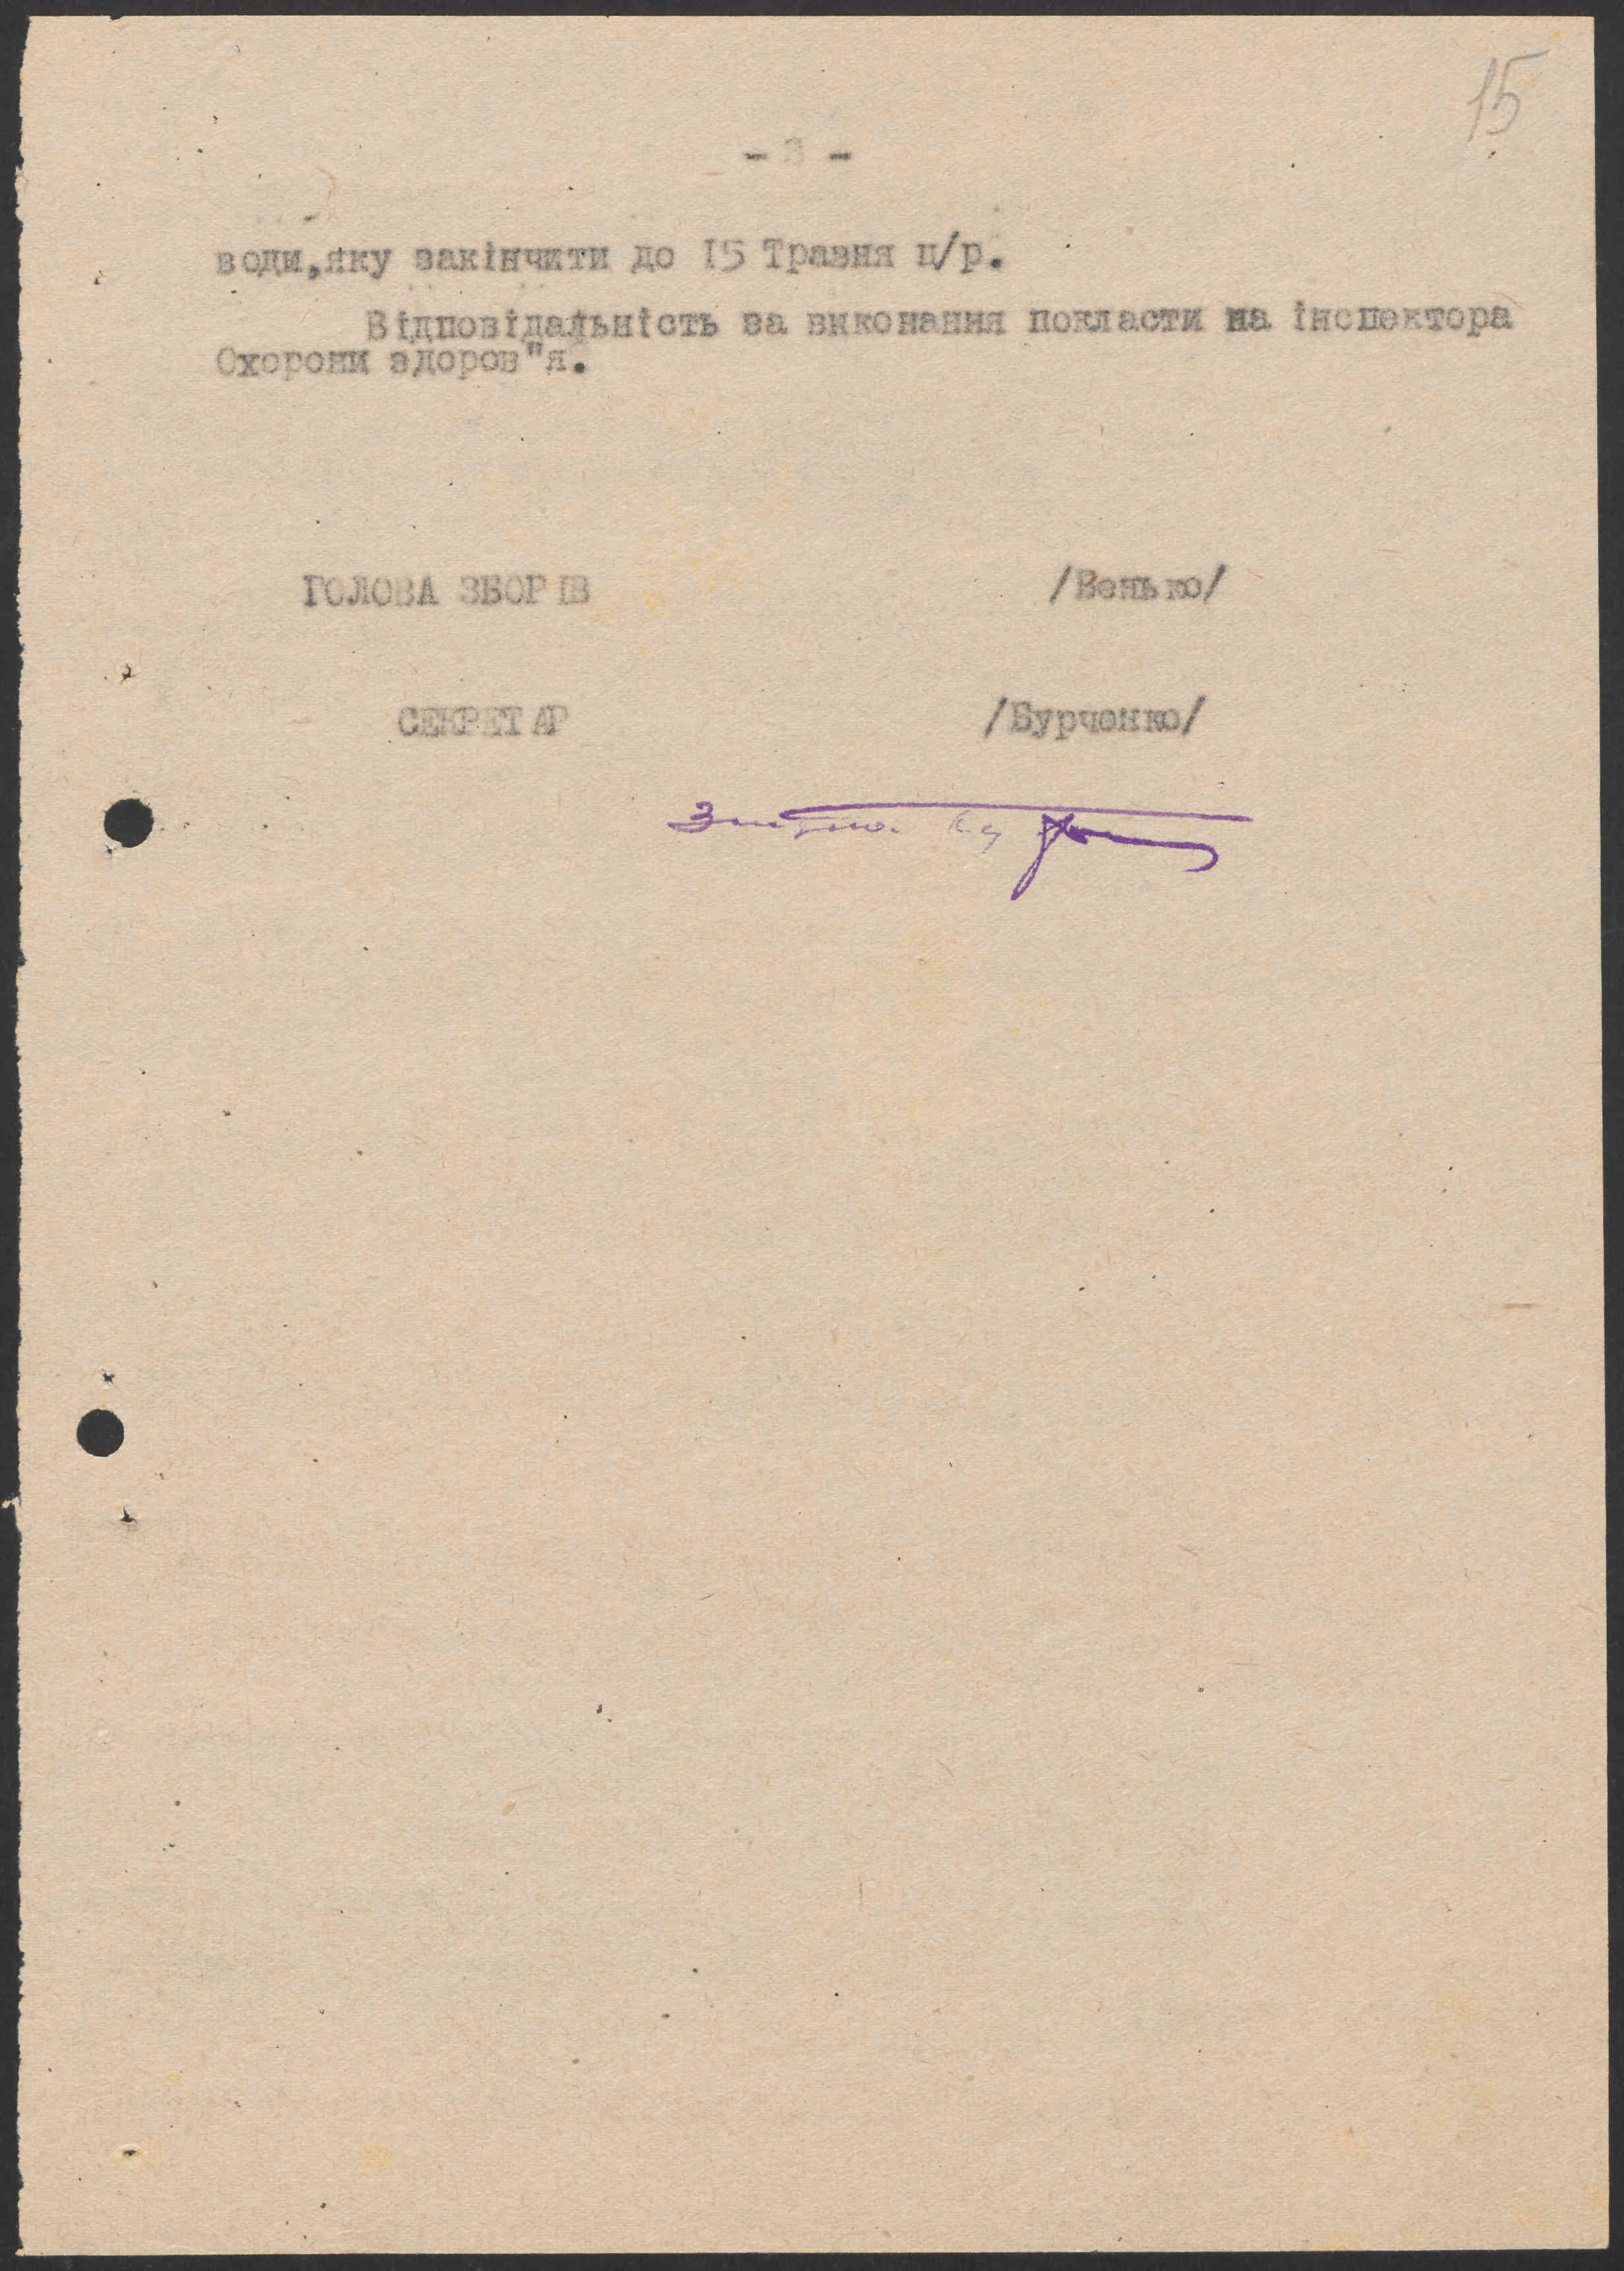 15
- 3 -
води,яку закінчити до І5 Травня ц/р.
Відповідальність за виконання покласти на інспектора
Охорони здоров"я.
ГОЛОВА ЗБОРІВ /Венько/
СЕКРЕТАР /Бурченко/